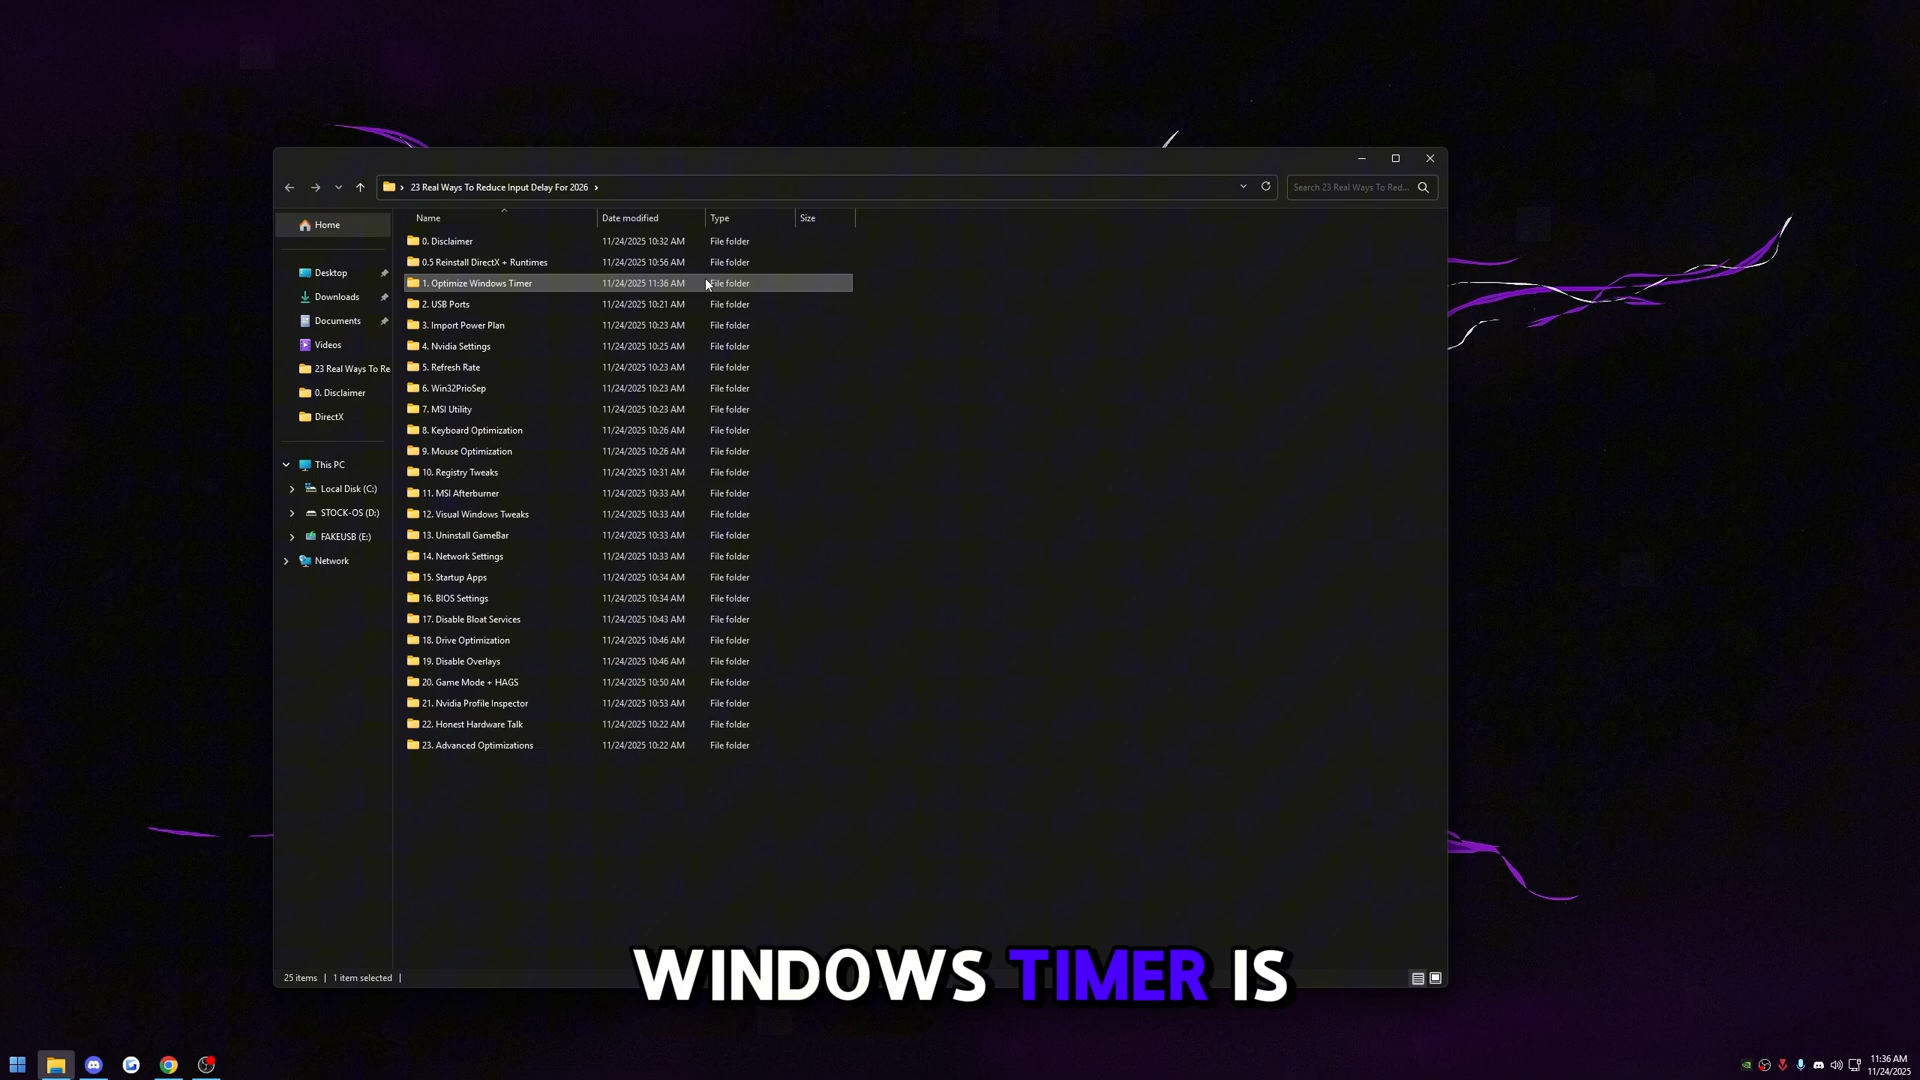 23 Real Ways To Reduce Input Delay For 2026
Search 23 Real Ways To Red...
Home
Desktop
Downloads
Documents
Videos
23 Real Ways To Re
0. Disclaimer
DirectX
This PC
Local Disk (C:)
STOCK-OS (D:)
FAKEUSB (E:)
Network
Name Date modified Type Size
0. Disclaimer 11/24/2025 10:32 AM File folder
0.5 Reinstall DirectX + Runtimes 11/24/2025 10:56 AM File folder
1. Optimize Windows Timer 11/24/2025 11:36 AM File folder
2. USB Ports 11/24/2025 10:21 AM File folder
3. Import Power Plan 11/24/2025 10:23 AM File folder
4. Nvidia Settings 11/24/2025 10:25 AM File folder
5. Refresh Rate 11/24/2025 10:23 AM File folder
6. Win32PrioSep 11/24/2025 10:23 AM File folder
7. MSI Utility 11/24/2025 10:23 AM File folder
8. Keyboard Optimization 11/24/2025 10:26 AM File folder
9. Mouse Optimization 11/24/2025 10:26 AM File folder
10. Registry Tweaks 11/24/2025 10:31 AM File folder
11. MSI Afterburner 11/24/2025 10:33 AM File folder
12. Visual Windows Tweaks 11/24/2025 10:33 AM File folder
13. Uninstall GameBar 11/24/2025 10:33 AM File folder
14. Network Settings 11/24/2025 10:33 AM File folder
15. Startup Apps 11/24/2025 10:34 AM File folder
16. BIOS Settings 11/24/2025 10:34 AM File folder
17. Disable Bloat Services 11/24/2025 10:43 AM File folder
18. Drive Optimization 11/24/2025 10:46 AM File folder
19. Disable Overlays 11/24/2025 10:46 AM File folder
20. Game Mode + HAGS 11/24/2025 10:50 AM File folder
21. Nvidia Profile Inspector 11/24/2025 10:53 AM File folder
22. Honest Hardware Talk 11/24/2025 10:22 AM File folder
23. Advanced Optimizations 11/24/2025 10:22 AM File folder
25 items 1 item selected
WINDOWS TIMER IS
11:36 AM
11/24/2025